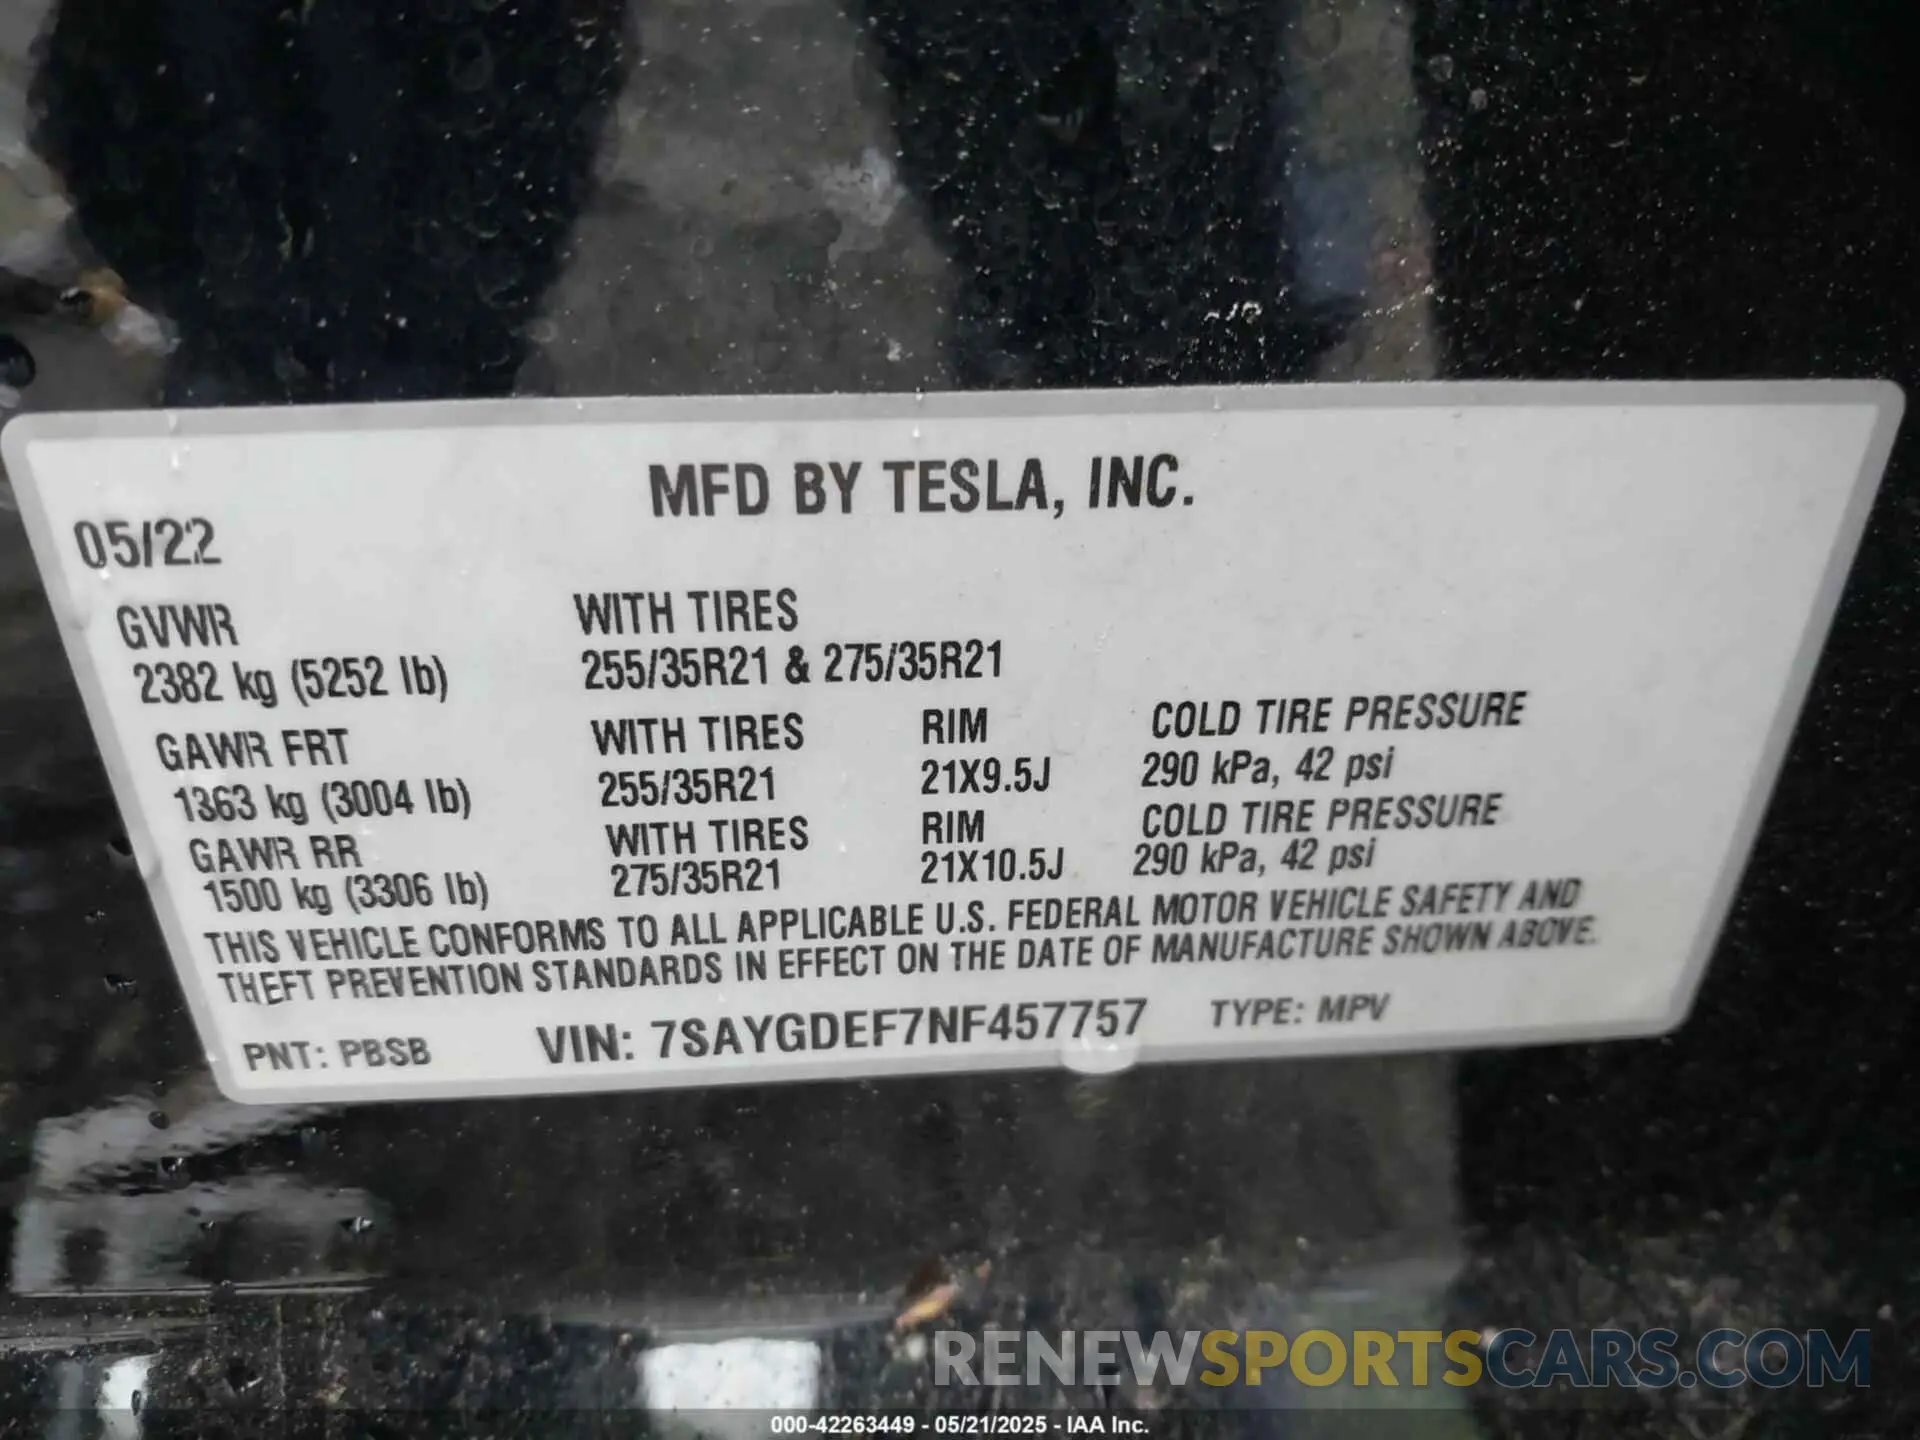 MFD BY TESLA, INC.
05/22
GVWR WITH TIRES
2382 kg (5252 lb) 255/35R21 & 275/35R21
GAWR FRT WITH TIRES RIM COLD TIRE PRESSURE
1363 kg (3004 lb) 255/35R21 21X9.5J 290 kPa, 42 psi
GAWR RR WITH TIRES RIM COLD TIRE PRESSURE
1500 kg (3306 lb) 275/35R21 21X10.5J 290 kPa, 42 psi
THIS VEHICLE CONFORMS TO ALL APPLICABLE U.S. FEDERAL MOTOR VEHICLE SAFETY AND
THEFT PREVENTION STANDARDS IN EFFECT ON THE DATE OF MANUFACTURE SHOWN ABOVE.
PNT: PBSB VIN: 7SAYGDEF7NF457757 TYPE: MPV
RENEWSPORTSCARS.COM
000-42263449 - 05/21/2025 - IAA Inc.